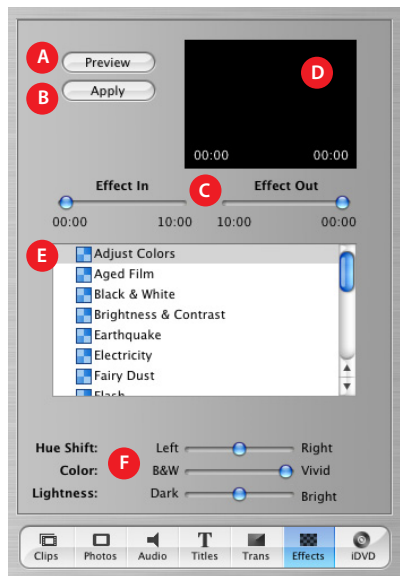 A Preview
B Apply
D
00:00 00:00
Effect In C Effect Out
00:00 10:00 10:00 00:00
E Adjust Colors
Aged Film
Black & White
Brightness & Contrast
Earthquake
Electricity
Fairy Dust
Flash
Hue Shift: Left Right
Color: F B&W Vivid
Lightness: Dark Bright
Clips Photos Audio T Titles Trans Effects iDVD